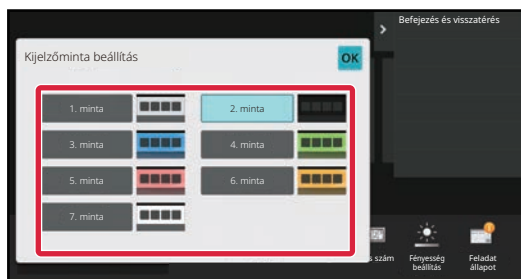 Befejezés és visszatérés
Kijelzőminta beállítás
OK
1. minta
2. minta
3. minta
4. minta
5. minta
6. minta
7. minta
s szám
Fényesség
beállítás
Feladat
állapot